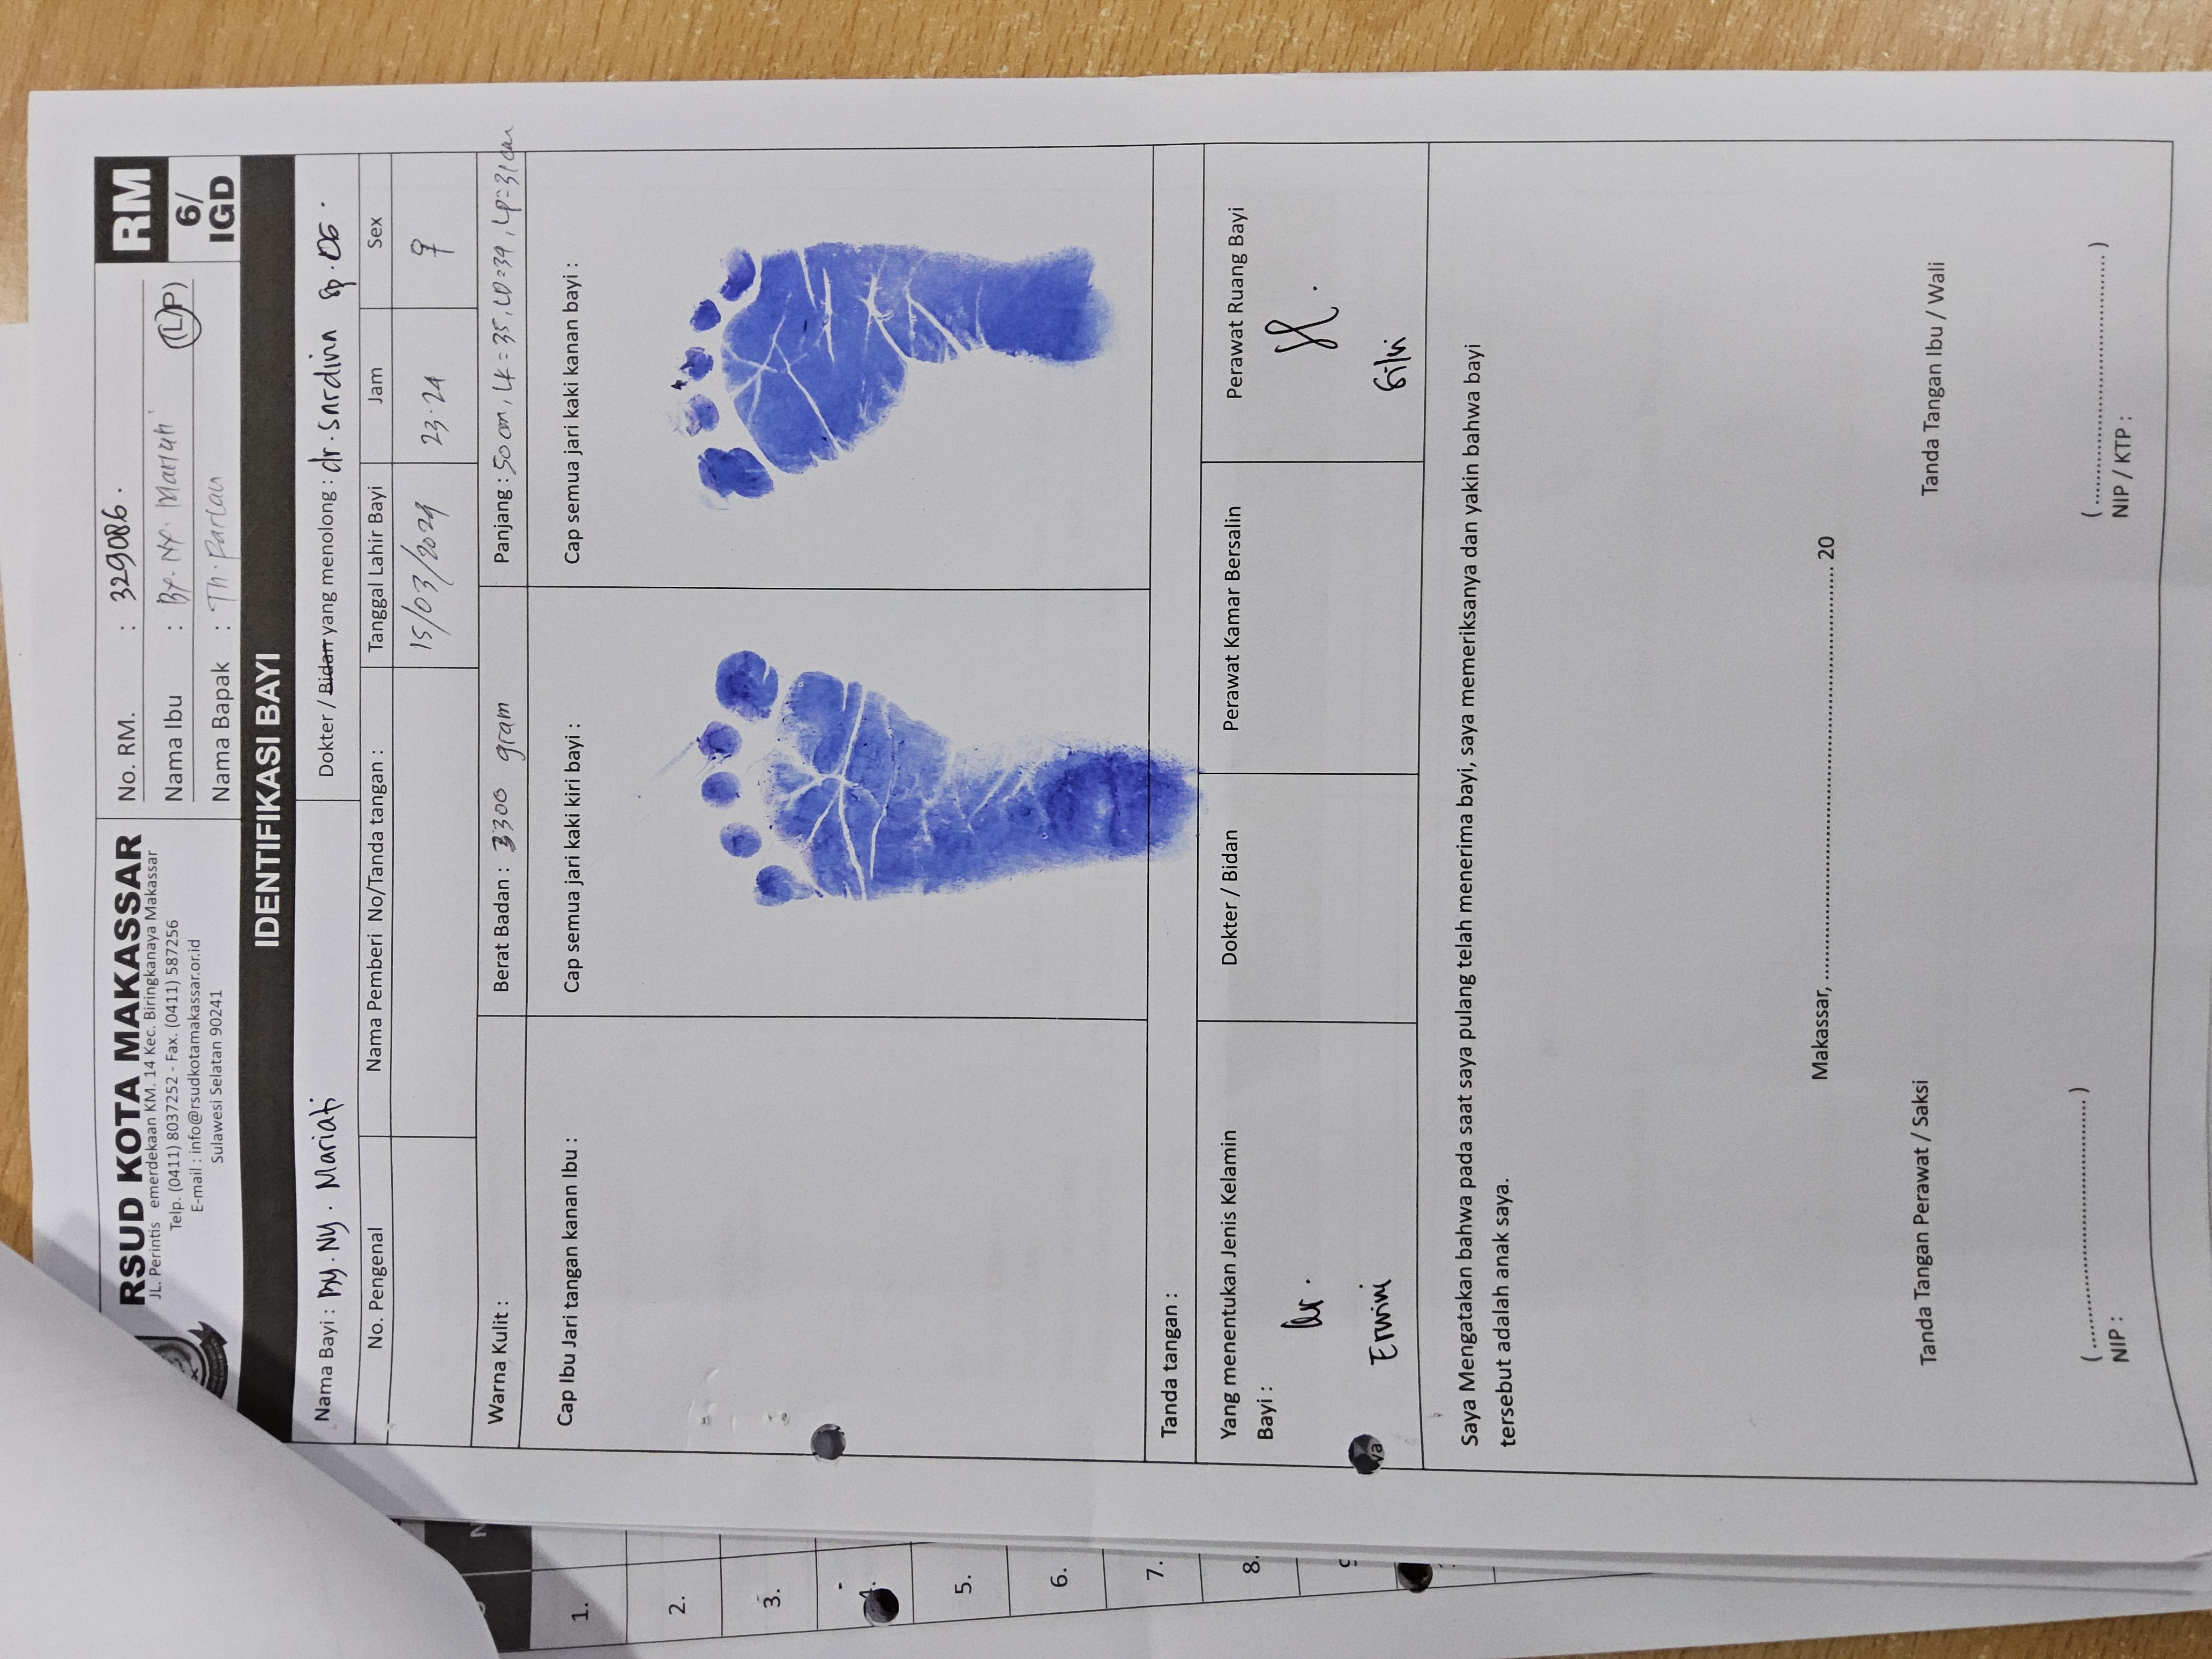 RSUD KOTA MAKASSAR
JL. Perintis emerdekaan KM. 14 Kec. Biringkanaya Makassar
Telp. (0411) 8037252 - Fax. (0411) 587256
E-mail : info@rsudkotamakassar.or.id
Sulawesi Selatan 90241
No. RM. : 329086.
Nama Ibu : By. Ny. (L/P)
Nama Bapak :
RM
6/
IGD
IDENTIFIKASI BAYI
Nama Bayi : By. Ny. Mariati
Dokter / Bidan yang menolong : dr. Sardina Sp.OG.
No. Pengenal
Nama Pemberi No/Tanda tangan :
Tanggal Lahir Bayi
Jam
Sex
15/03/2024
23.24
♀
Warna Kulit :
Berat Badan : 3300 gram
Panjang : 50 cm, LK = 35, LD = 34, LP = 31 cm
Cap Ibu Jari tangan kanan Ibu :
Cap semua jari kaki kiri bayi :
Cap semua jari kaki kanan bayi :
Tanda tangan :
Yang menentukan Jenis Kelamin
Bayi :
Erwini
Dokter / Bidan
Perawat Kamar Bersalin
Perawat Ruang Bayi
Silvi
Saya Mengatakan bahwa pada saat saya pulang telah menerima bayi, saya memeriksanya dan yakin bahwa bayi
tersebut adalah anak saya.
Makassar, ........................................ 20
Tanda Tangan Perawat / Saksi
Tanda Tangan Ibu / Wali
(........................................)
NIP :
(........................................)
NIP / KTP :
1.
2.
3.
4.
5.
6.
7.
8.